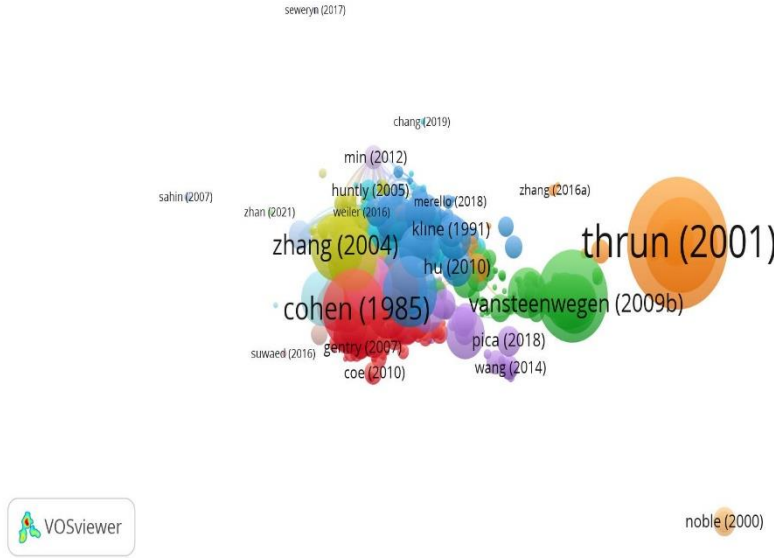 seweryn (2017)
chang (2019)
min (2012)
sahin (2007)
huntly (2005)
zhang (2016a)
merello (2018)
zhan (2021)
weiler (2016)
kline (1991)
thrun (2001)
zhang (2004)
hu (2010)
cohen (1985)
vansteenwegen (2009b)
pica (2018)
gentry (2007)
suwaed (2016)
wang (2014)
coe (2010)
noble (2000)
VOSviewer